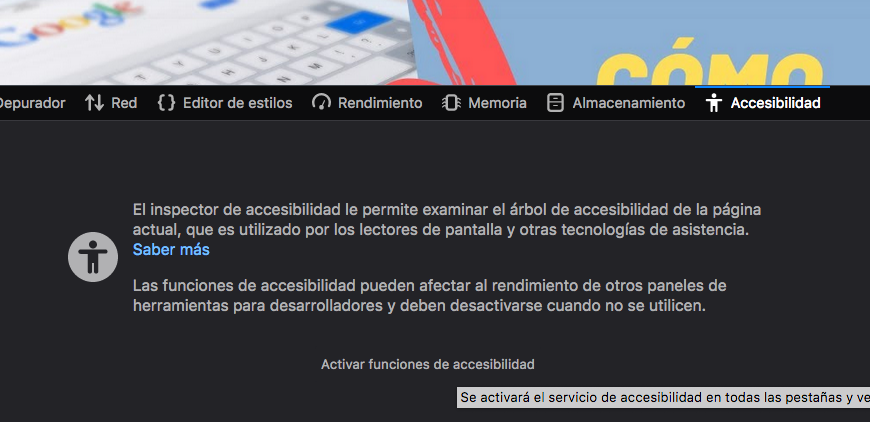 Google
CÓMO
Depurador Red Editor de estilos Rendimiento Memoria Almacenamiento Accesibilidad
El inspector de accesibilidad le permite examinar el árbol de accesibilidad de la página
actual, que es utilizado por los lectores de pantalla y otras tecnologías de asistencia.
Saber más
Las funciones de accesibilidad pueden afectar al rendimiento de otros paneles de
herramientas para desarrolladores y deben desactivarse cuando no se utilicen.
Activar funciones de accesibilidad
Se activará el servicio de accesibilidad en todas las pestañas y ve